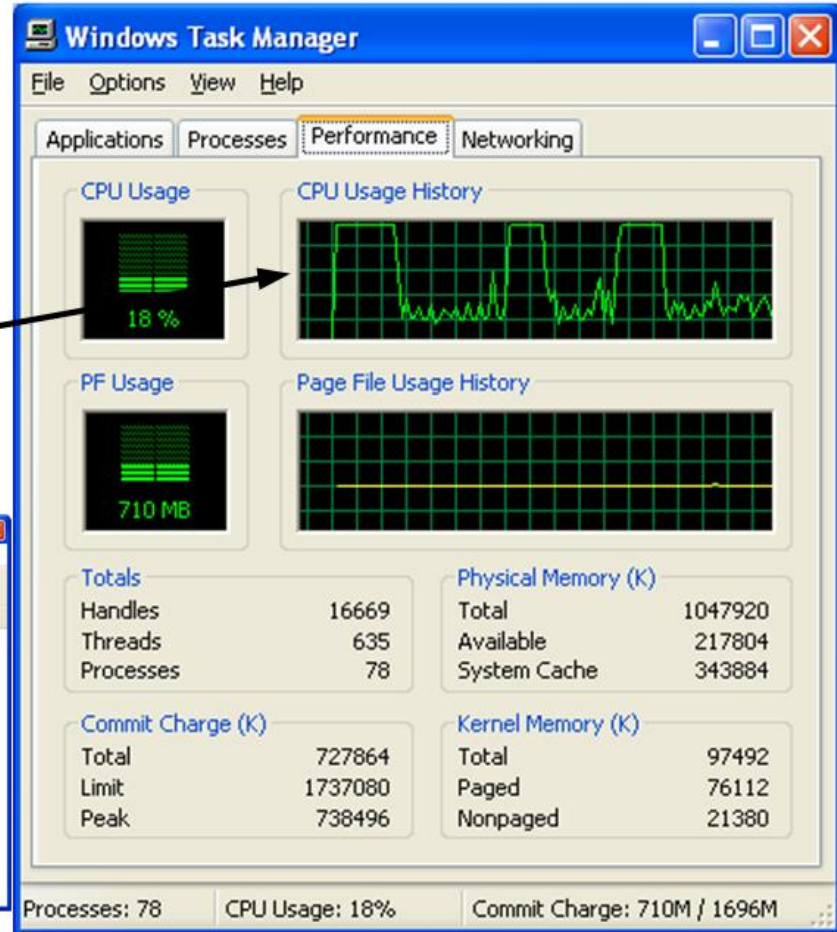 Windows Task Manager
File Options View Help
Applications Processes Performance Networking
CPU Usage
18 %
CPU Usage History
PF Usage
710 MB
Page File Usage History
Totals
Handles 16669
Threads 635
Processes 78
Physical Memory (K)
Total 1047920
Available 217804
System Cache 343884
Commit Charge (K)
Total 727864
Limit 1737080
Peak 738496
Kernel Memory (K)
Total 97492
Paged 76112
Nonpaged 21380
Processes: 78 CPU Usage: 18% Commit Charge: 710M / 1696M